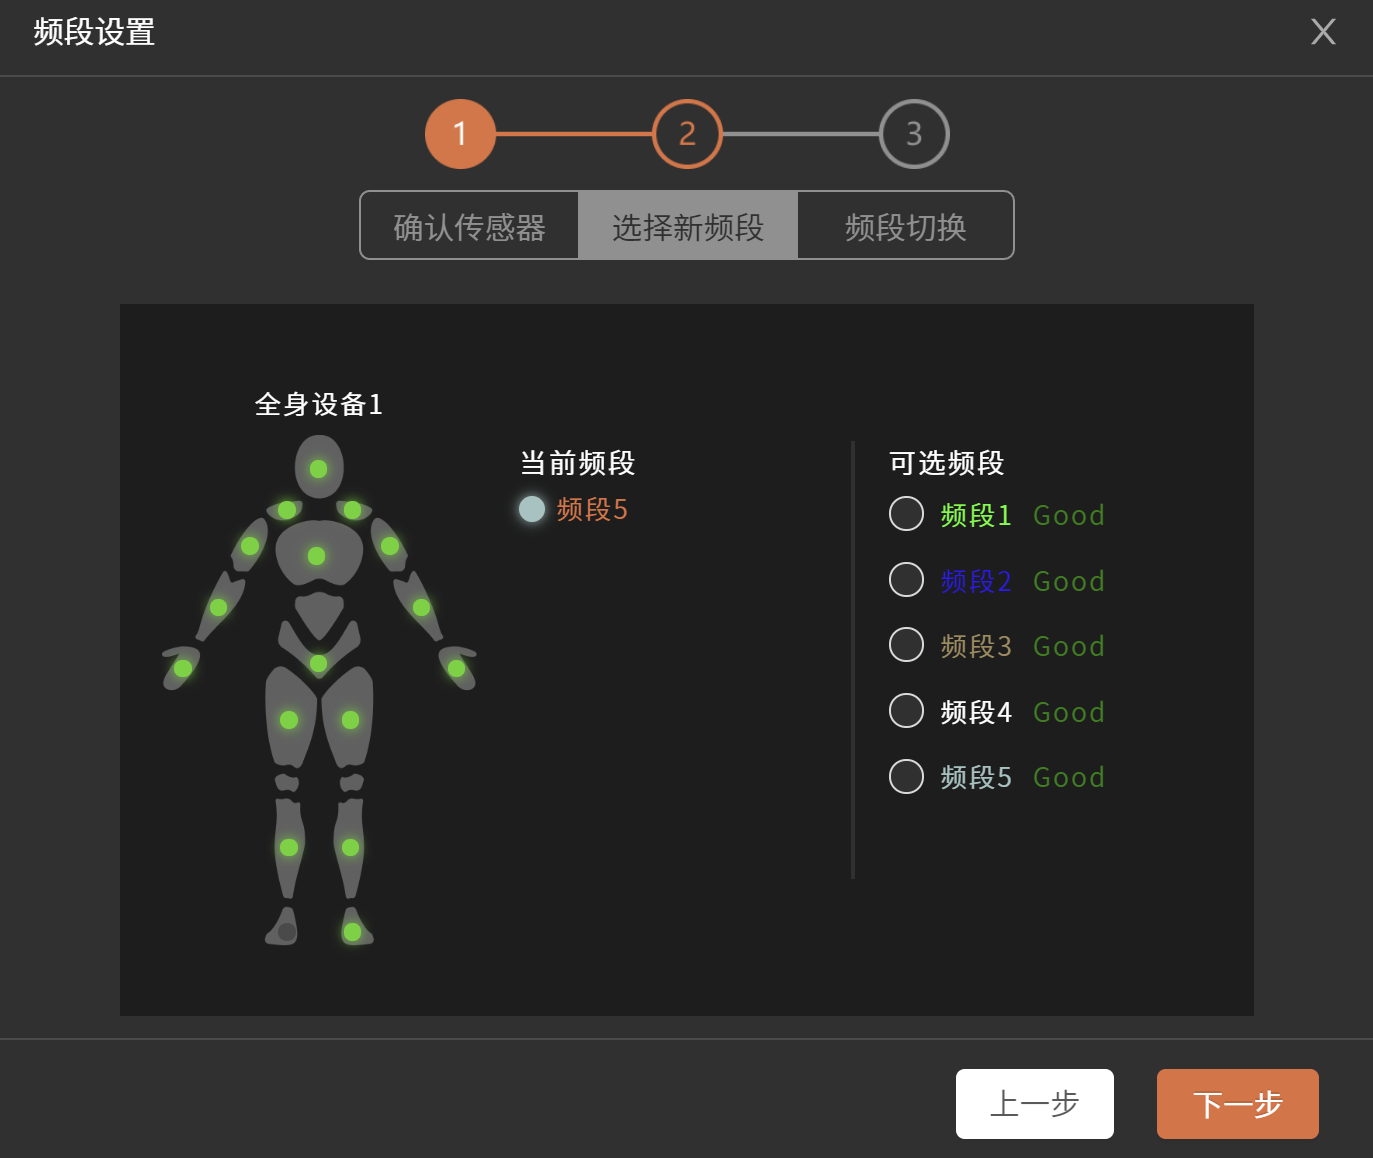 频段设置
X
1
2
3
确认传感器
选择新频段
频段切换
全身设备1
当前频段
频段5
可选频段
频段1 Good
频段2 Good
频段3 Good
频段4 Good
频段5 Good
上一步
下一步